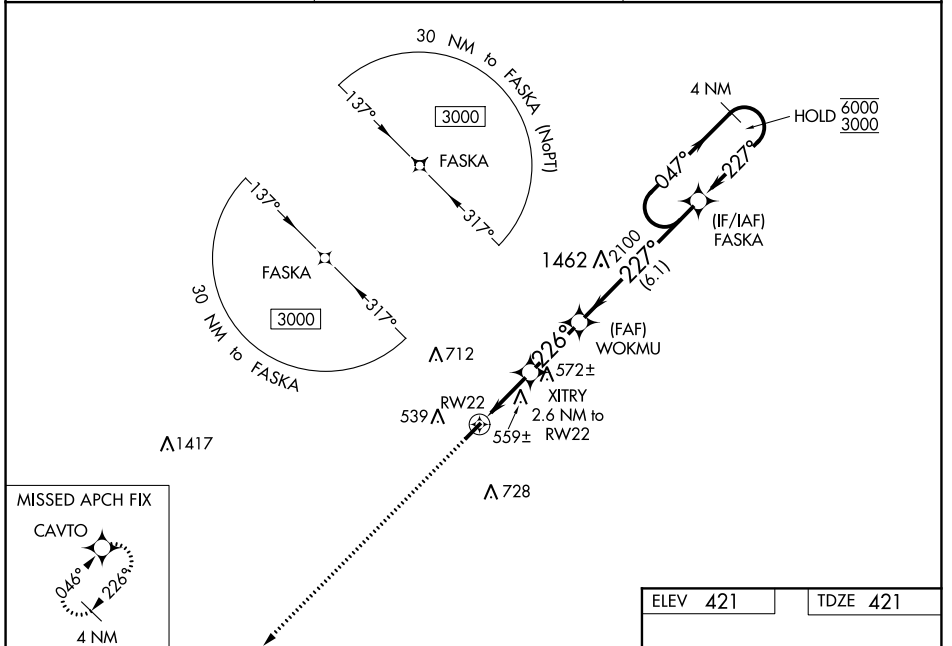 30 NM to FASKA (NoPT)
137°
3000
FASKA
317°
4 NM
HOLD 6000
3000
047°
227°
(IF/IAF)
FASKA
137°
FASKA
317°
3000
30 NM to FASKA
1462
2100
227°
(6.1)
(FAF)
WOKMU
226°
712
572±
XITRY
2.6 NM to
RW22
RW22
539
559±
1417
728
MISSED APCH FIX
CAVTO
046°
226°
4 NM
ELEV 421
TDZE 421